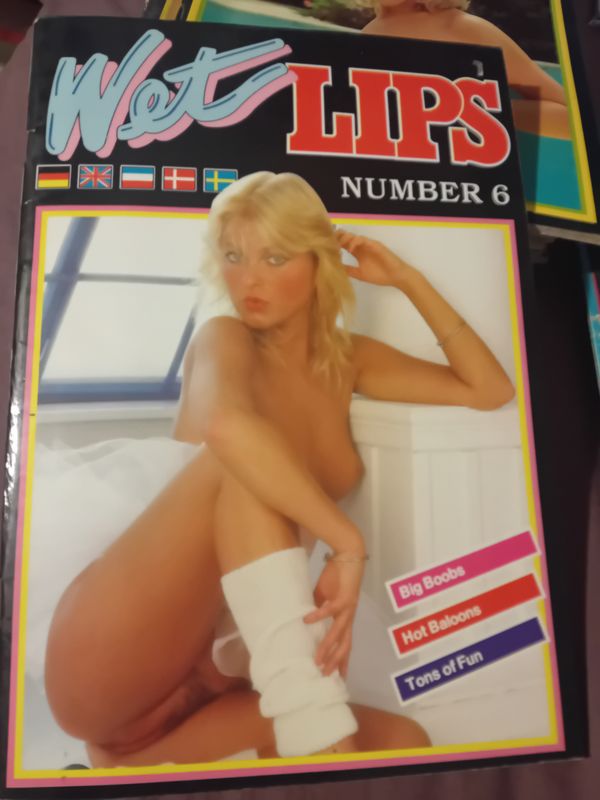 Wet LIPS
NUMBER 6
Big Boobs
Hot Baloons
Tons of Fun